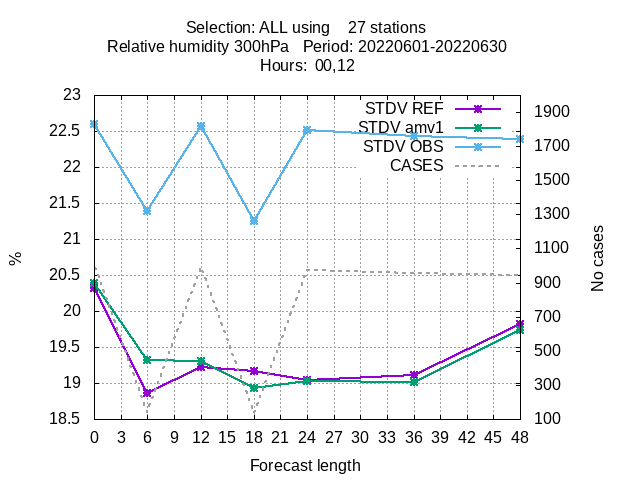 Selection: ALL using    27 stations
Relative humidity 300hPa   Period: 20220601-20220630
Hours:  00,12
STDV REF
STDV amv1
STDV OBS
CASES
23
22.5
22
21.5
21
20.5
20
19.5
19
18.5
%
1900
1700
1500
1300
1100
900
700
500
300
100
No cases
0 3 6 9 12 15 18 21 24 27 30 33 36 39 42 45 48
Forecast length